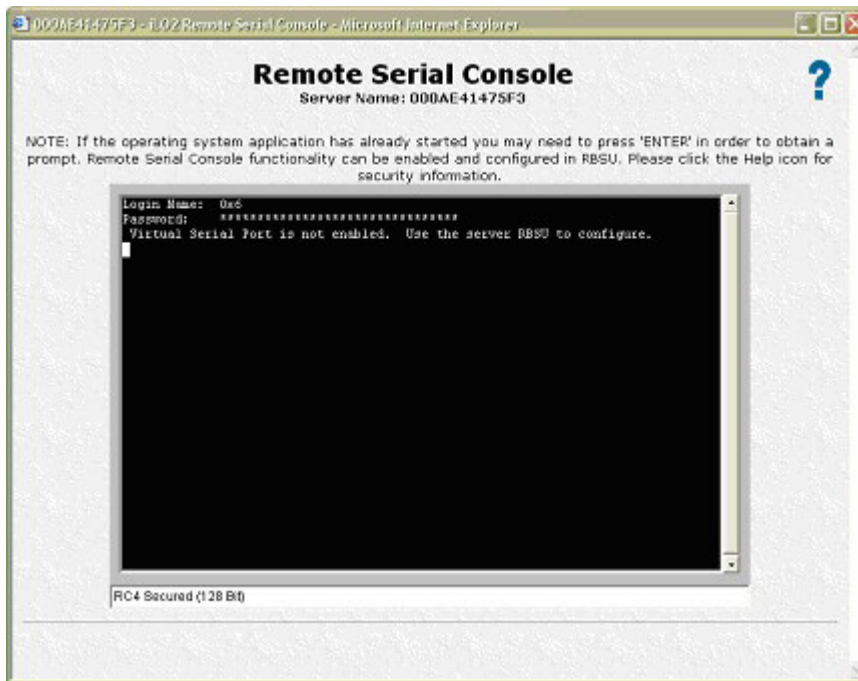 000AE41475F3 - iLO2 Remote Serial Console - Microsoft Internet Explorer
Remote Serial Console
Server Name: 000AE41475F3
?
NOTE: If the operating system application has already started you may need to press 'ENTER' in order to obtain a
prompt. Remote Serial Console functionality can be enabled and configured in RBSU. Please click the Help icon for
security information.
Login Name: 0x6
Password: ********************************
Virtual Serial Port is not enabled. Use the server RBSU to configure.
RC4 Secured (128 Bit)